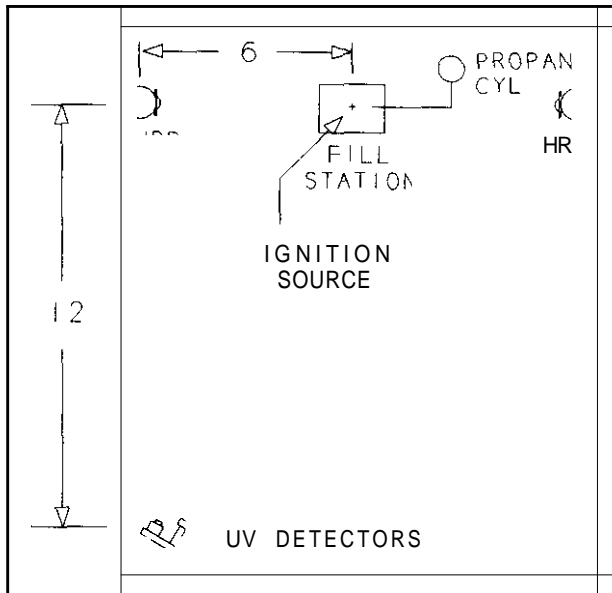 6
PROPAN
CYL
HR
FILL
STATION
IGNITION
SOURCE
12
UV DETECTORS